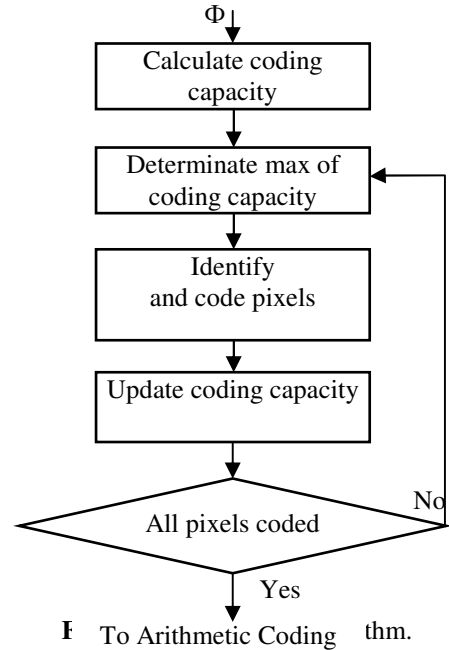 Φ
Calculate coding
capacity
Determinate max of
coding capacity
Identify
and code pixels
Update coding capacity
All pixels coded
No
Yes
To Arithmetic Coding thm.